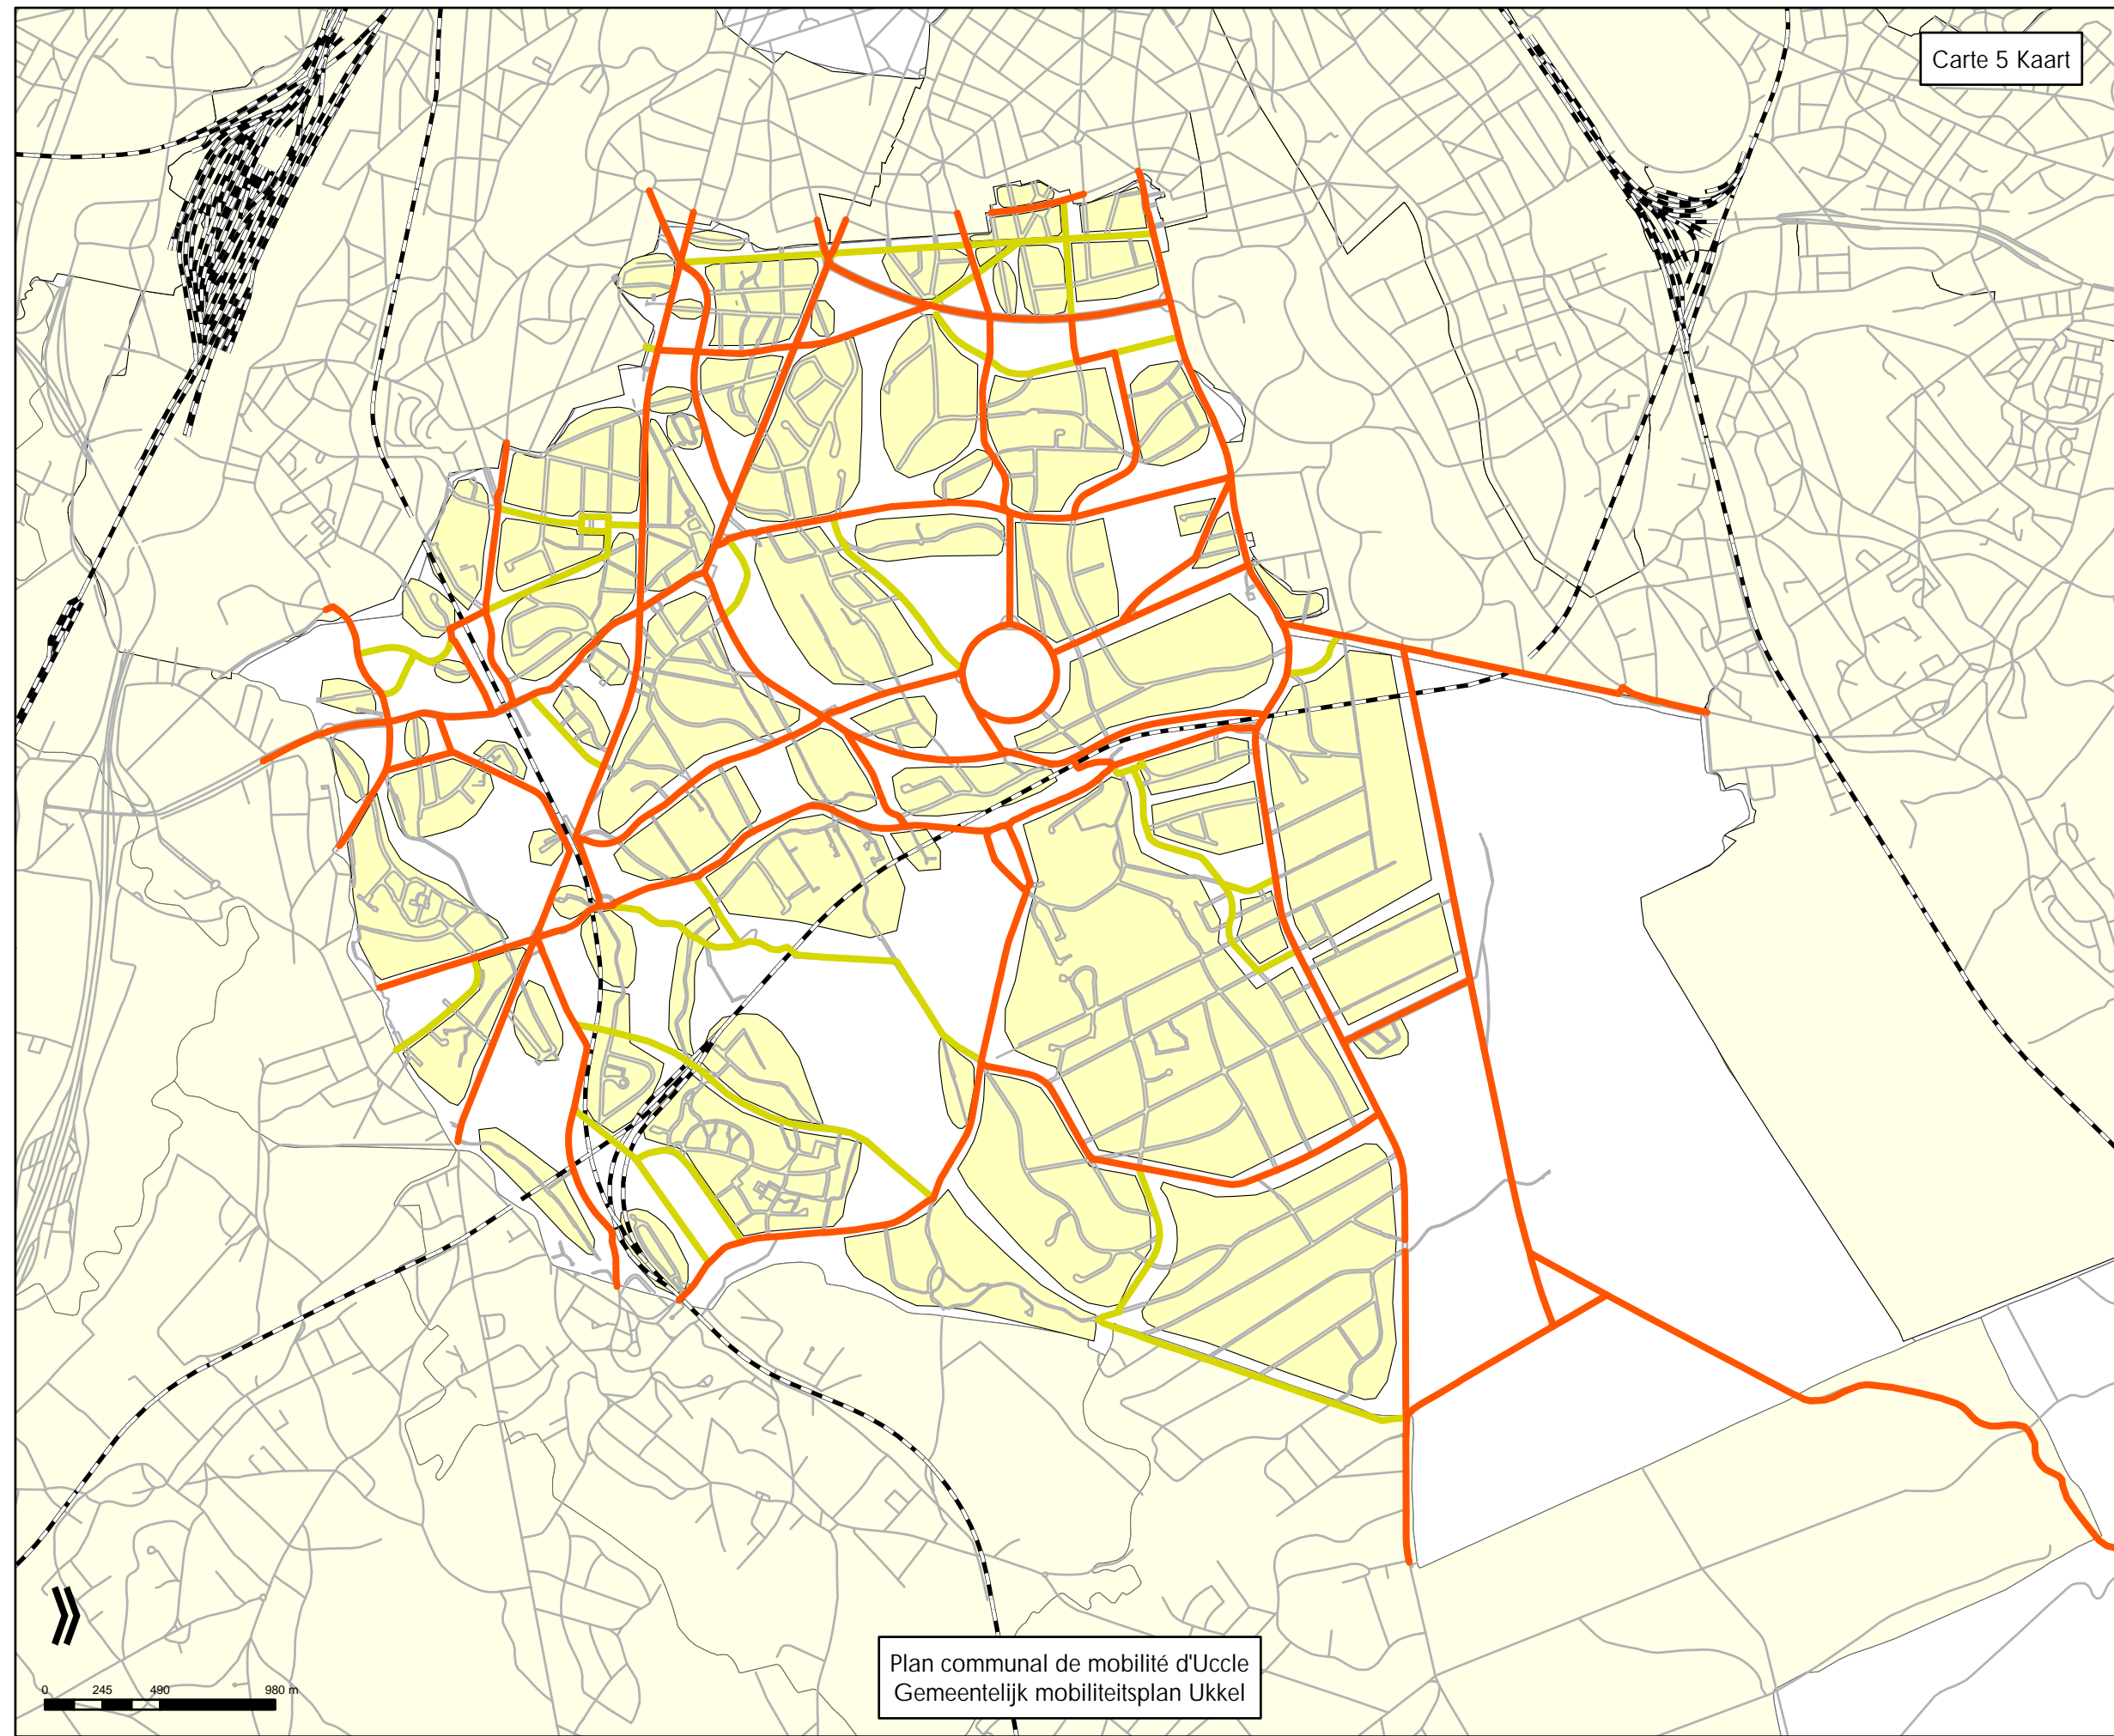 Carte 5 Kaart
0 245 490 980 m
Plan communal de mobilité d'Uccle
Gemeentelijk mobiliteitsplan Ukkel